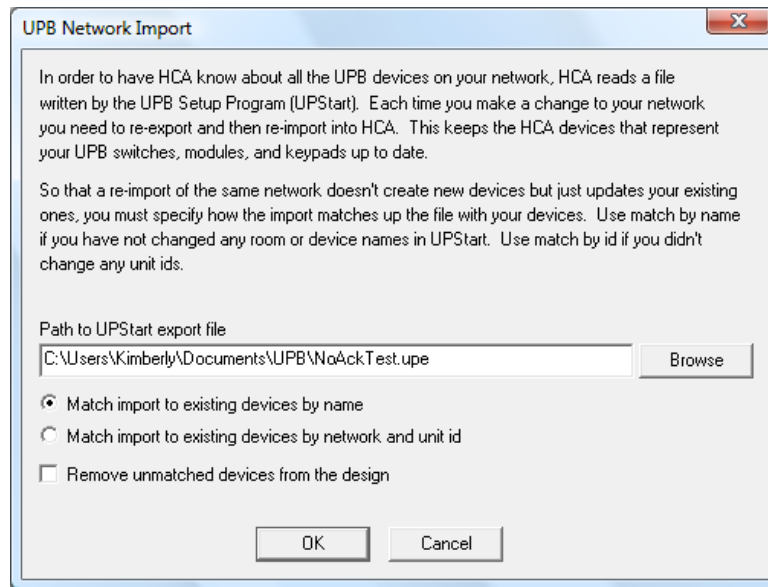 UPB Network Import
In order to have HCA know about all the UPB devices on your network, HCA reads a file
written by the UPB Setup Program (UPStart).  Each time you make a change to your network
you need to re-export and then re-import into HCA.  This keeps the HCA devices that represent
your UPB switches, modules, and keypads up to date.
So that a re-import of the same network doesn't create new devices but just updates your existing
ones, you must specify how the import matches up the file with your devices.  Use match by name
if you have not changed any room or device names in UPStart.  Use match by id if you didn't
change any unit ids.
Path to UPStart export file
C:\Users\Kimberly\Documents\UPB\NoAckTest.upe
Browse
Match import to existing devices by name
Match import to existing devices by network and unit id
Remove unmatched devices from the design
OK
Cancel